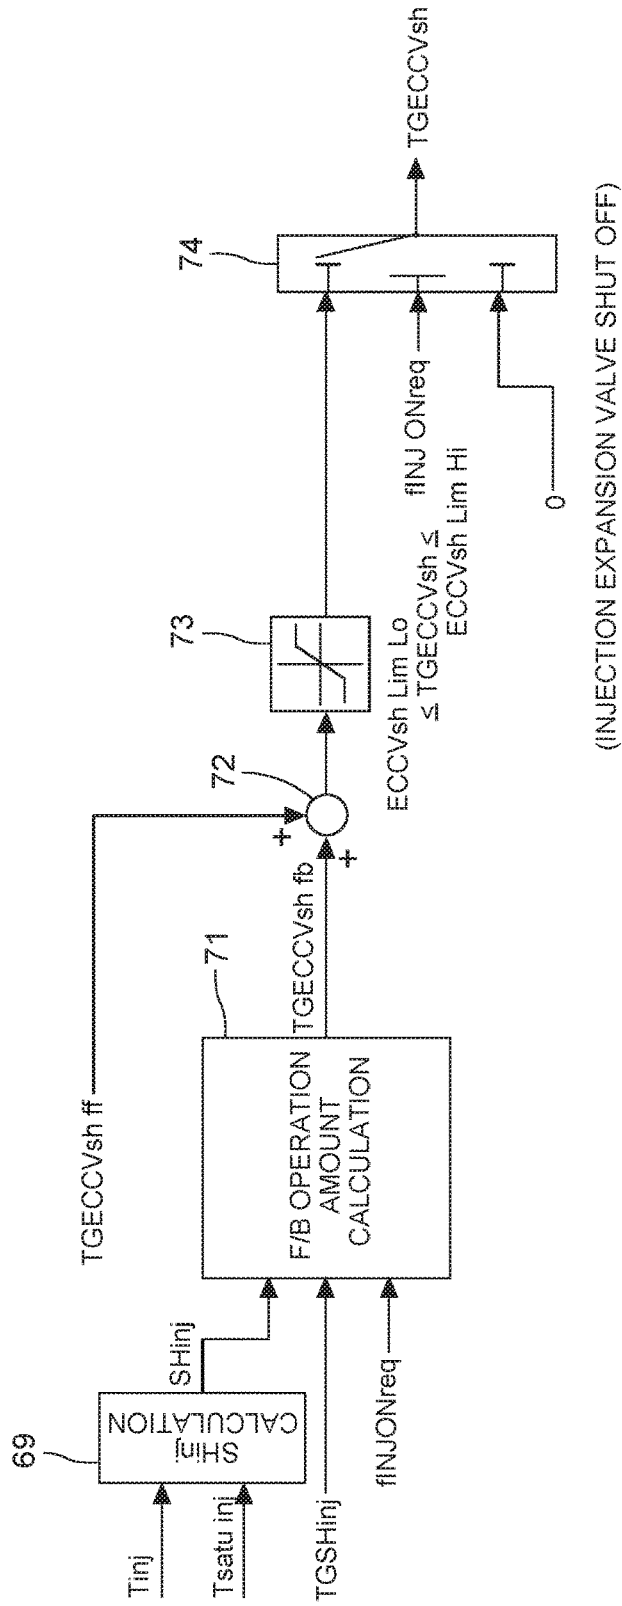 69
Tinj
Tsatu inj
SHinj
CALCULATION
SHinj
TGSHinj
fINJONreq
TGECCVsh ff
71
F/B OPERATION
AMOUNT
CALCULATION
TGECCVsh fb
72
+
+
73
ECCVsh Lim Lo
≤ TGECCVsh ≤
ECCVsh Lim Hi
74
fINJ ONreq
0
TGECCVsh
(INJECTION EXPANSION VALVE SHUT OFF)